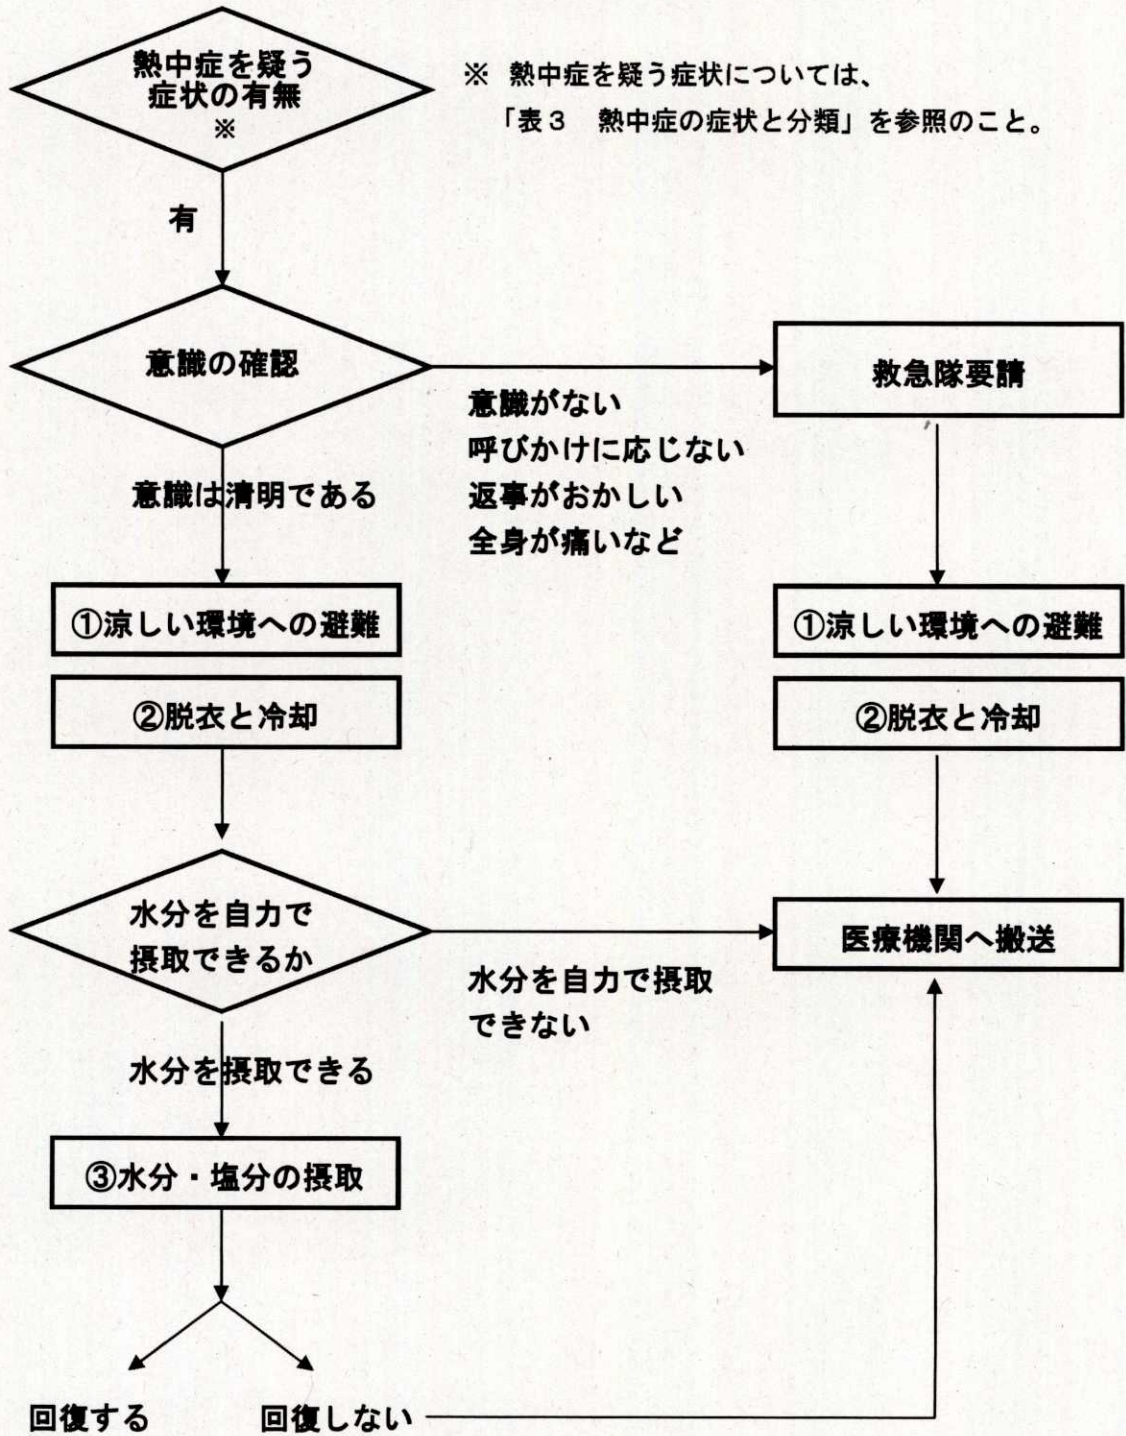 熱中症を疑う
症状の有無
※
※ 熱中症を疑う症状については、
「表3 熱中症の症状と分類」を参照のこと。
有
意識の確認
救急隊要請
意識がない
呼びかけに応じない
返事がおかしい
全身が痛いなど
意識は清明である
①涼しい環境への避難
①涼しい環境への避難
②脱衣と冷却
②脱衣と冷却
水分を自力で
摂取できるか
医療機関へ搬送
水分を自力で摂取
できない
水分を摂取できる
③水分・塩分の摂取
回復する
回復しない